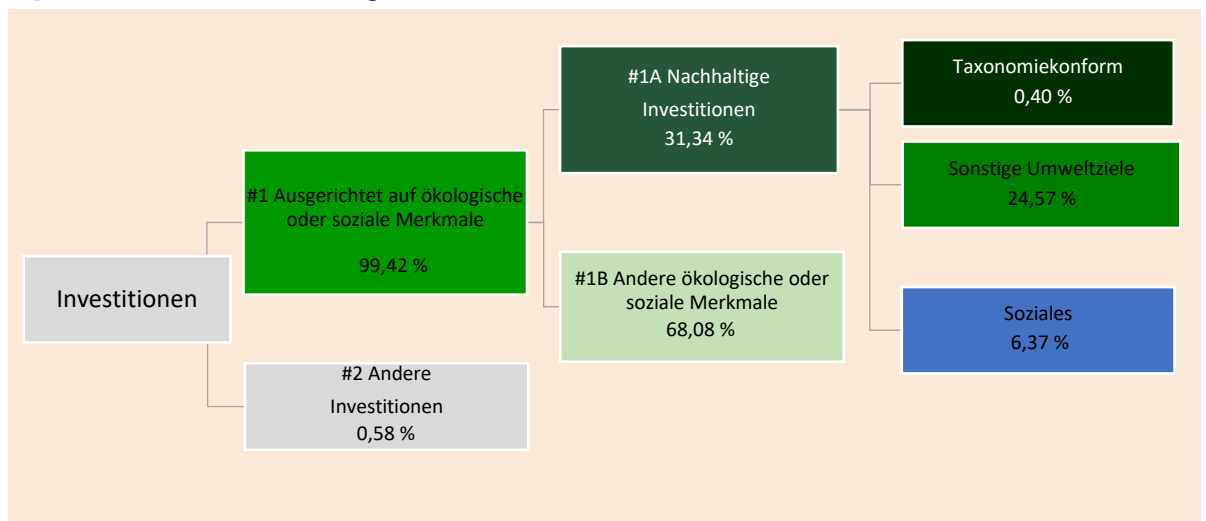 Investitionen
#1 Ausgerichtet auf ökologische
oder soziale Merkmale
99,42 %
#2 Andere
Investitionen
0,58 %
#1A Nachhaltige
Investitionen
31,34 %
#1B Andere ökologische oder
soziale Merkmale
68,08 %
Taxonomiekonform
0,40 %
Sonstige Umweltziele
24,57 %
Soziales
6,37 %